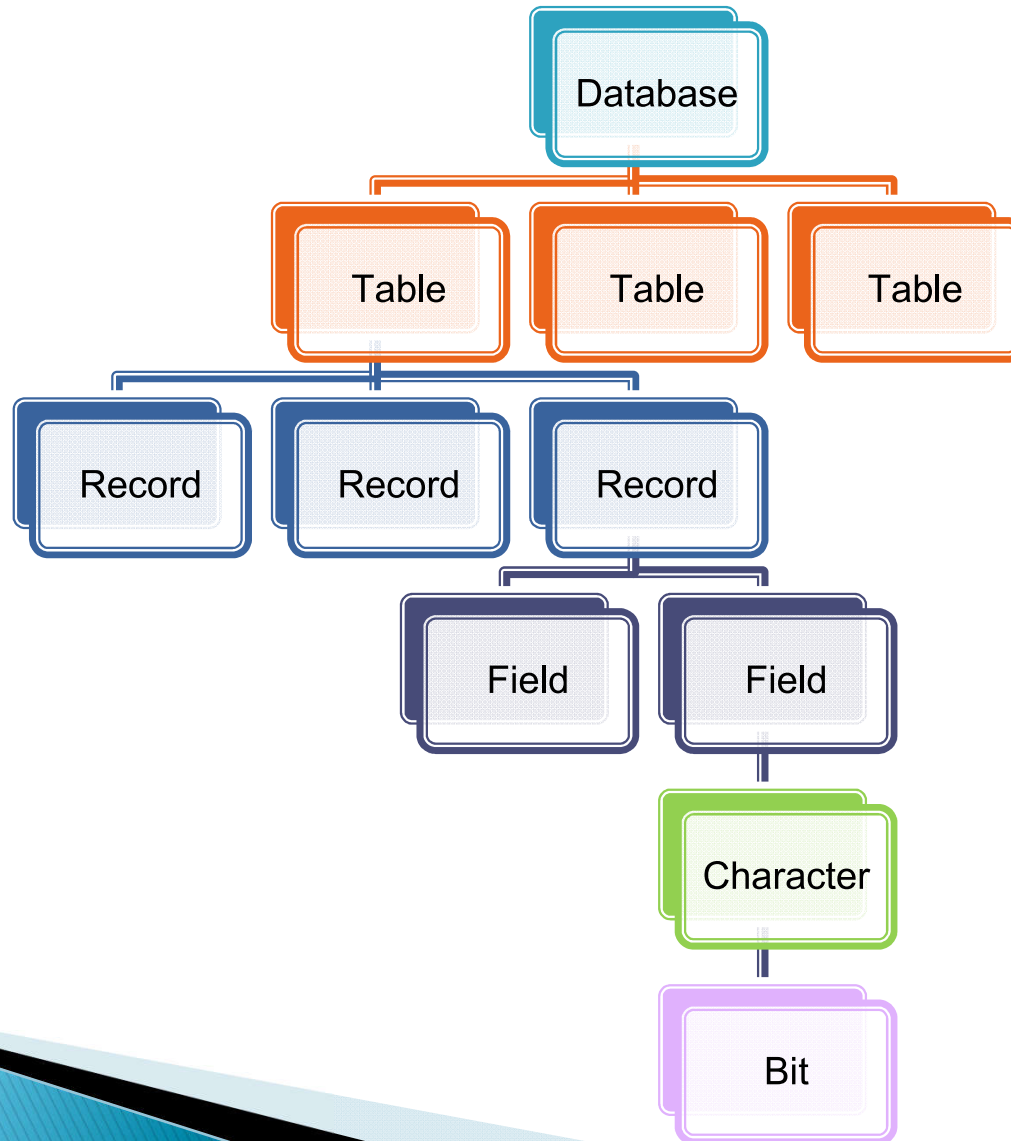 Database
Table
Table
Table
Record
Record
Record
Field
Field
Character
Bit